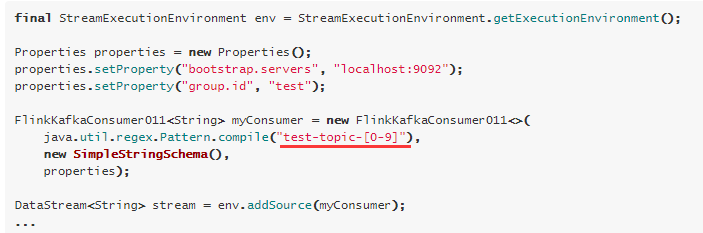 final StreamExecutionEnvironment env = StreamExecutionEnvironment.getExecutionEnvironment();
Properties properties = new Properties();
properties.setProperty("bootstrap.servers", "localhost:9092");
properties.setProperty("group.id", "test");
FlinkKafkaConsumer011<String> myConsumer = new FlinkKafkaConsumer011<>(
java.util.regex.Pattern.compile("test-topic-[0-9]"),
new SimpleStringSchema(),
properties);
DataStream<String> stream = env.addSource(myConsumer);
...